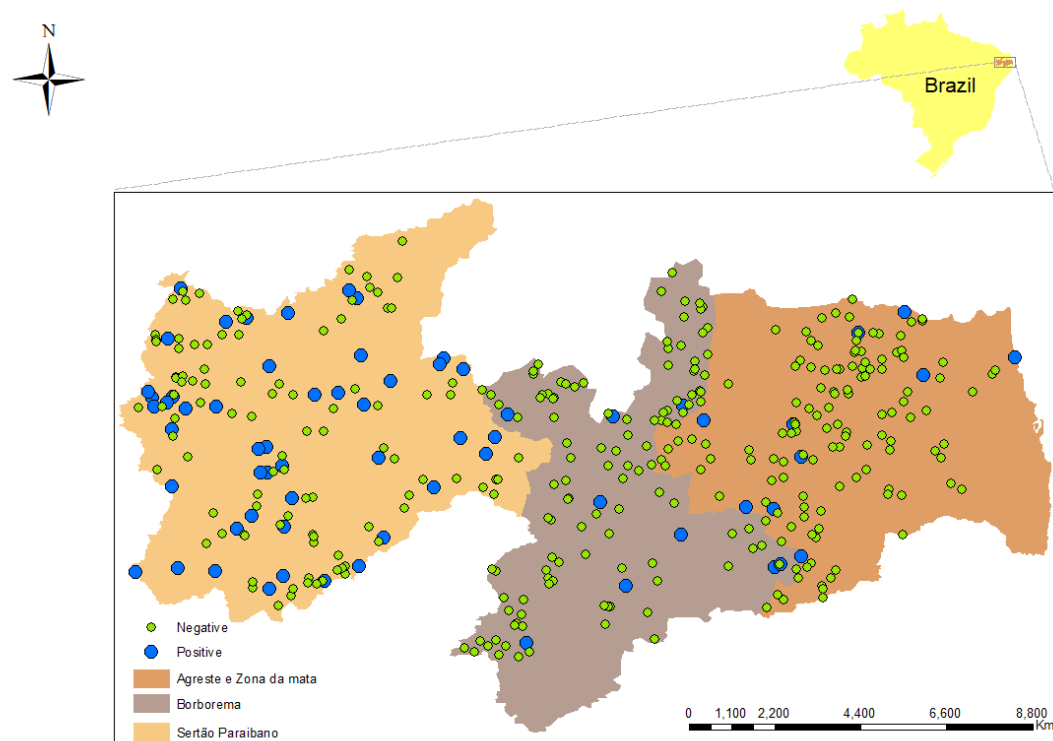 N
Brazil
Negative
Positive
Agreste e Zona da mata
Borborema
Sertão Paraibano
0 1,100 2,200 4,400 6,600 8,800
Km